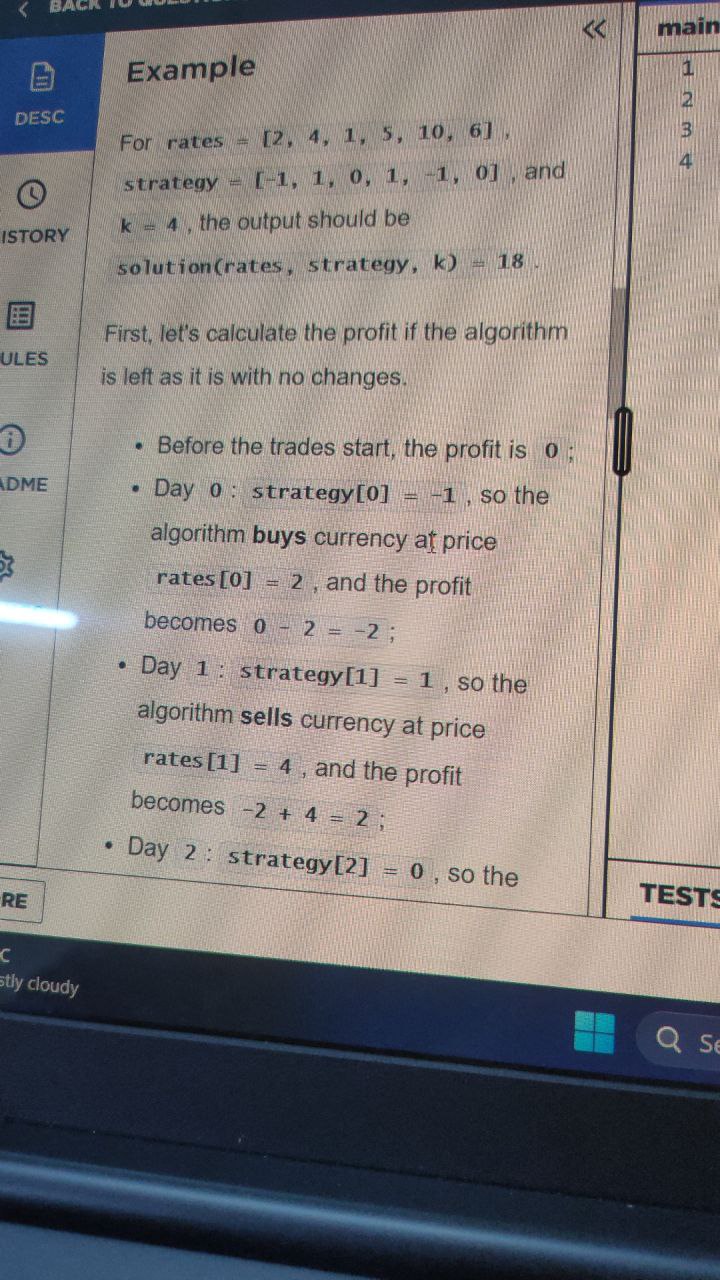 BACK TO
main
DESC
ISTORY
ULES
ADME
RE
Example
For rates = [2, 4, 1, 5, 10, 6] ,
strategy = [-1, 1, 0, 1, -1, 0] , and
k = 4 , the output should be
solution(rates, strategy, k) = 18 .
First, let's calculate the profit if the algorithm
is left as it is with no changes.
• Before the trades start, the profit is 0 ;
• Day 0 : strategy[0] = -1 , so the
algorithm buys currency at price
rates[0] = 2 , and the profit
becomes 0 - 2 = -2 ;
• Day 1 : strategy[1] = 1 , so the
algorithm sells currency at price
rates[1] = 4 , and the profit
becomes -2 + 4 = 2 ;
• Day 2 : strategy[2] = 0 , so the
1
2
3
4
TESTS
C
stly cloudy
Se